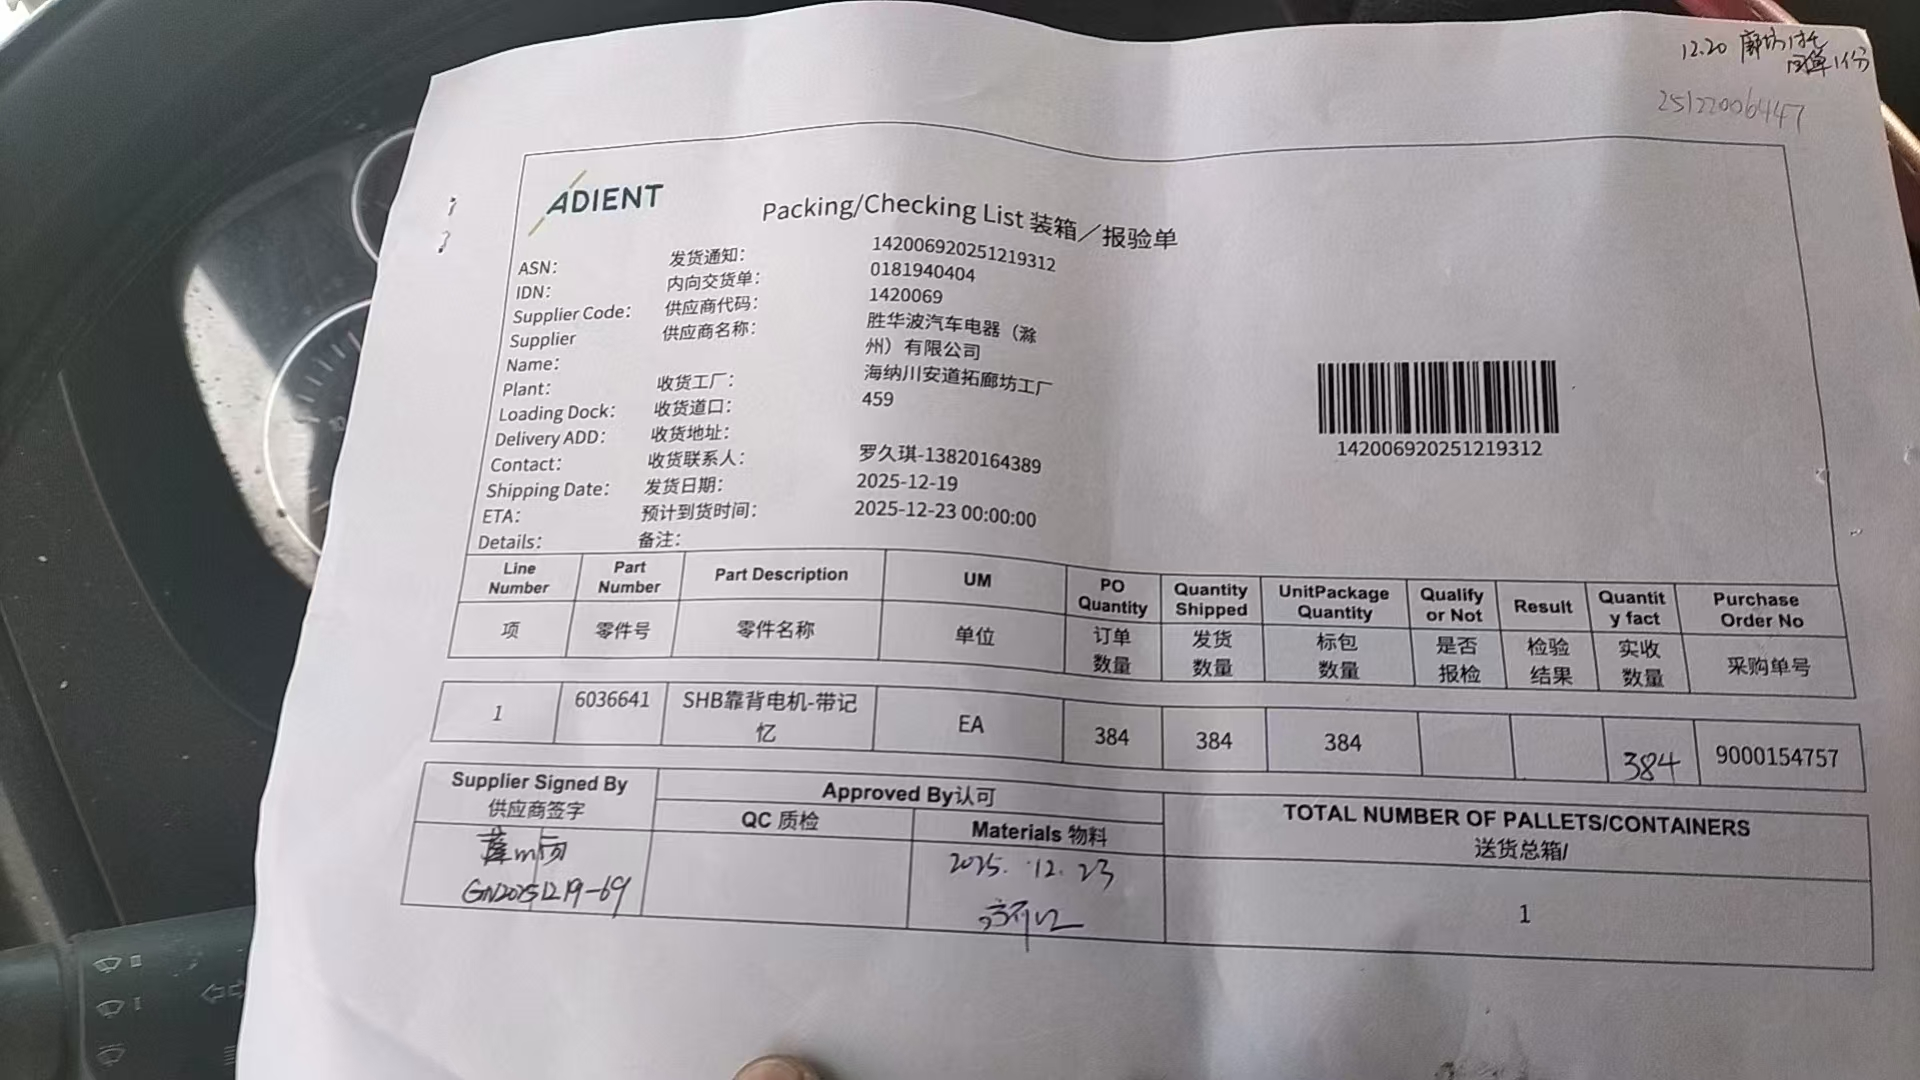 12.20 廊坊1托
回单1份
251220006447
ADIENT
Packing/Checking List 装箱／报验单
ASN: 发货通知: 142006920251219312
IDN: 内向交货单: 0181940404
Supplier Code: 供应商代码: 1420069
Supplier Name: 供应商名称: 胜华波汽车电器（滁州）有限公司
Plant: 收货工厂: 海纳川安道拓廊坊工厂
Loading Dock: 收货道口: 459
Delivery ADD: 收货地址:
Contact: 收货联系人: 罗久琪-13820164389
Shipping Date: 发货日期: 2025-12-19
ETA: 预计到货时间: 2025-12-23 00:00:00
Details: 备注:
142006920251219312
Line Number Part Number Part Description UM PO Quantity Quantity Shipped UnitPackage Quantity Qualify or Not Result Quantity fact Purchase Order No
项 零件号 零件名称 单位 订单数量 发货数量 标包数量 是否报检 检验结果 实收数量 采购单号
1 6036641 SHB靠背电机-带记忆 EA 384 384 384 384 9000154757
Supplier Signed By 供应商签字
Approved By认可
QC 质检
Materials 物料
TOTAL NUMBER OF PALLETS/CONTAINERS
送货总箱/
GN20251219-69
2025.12.23
1